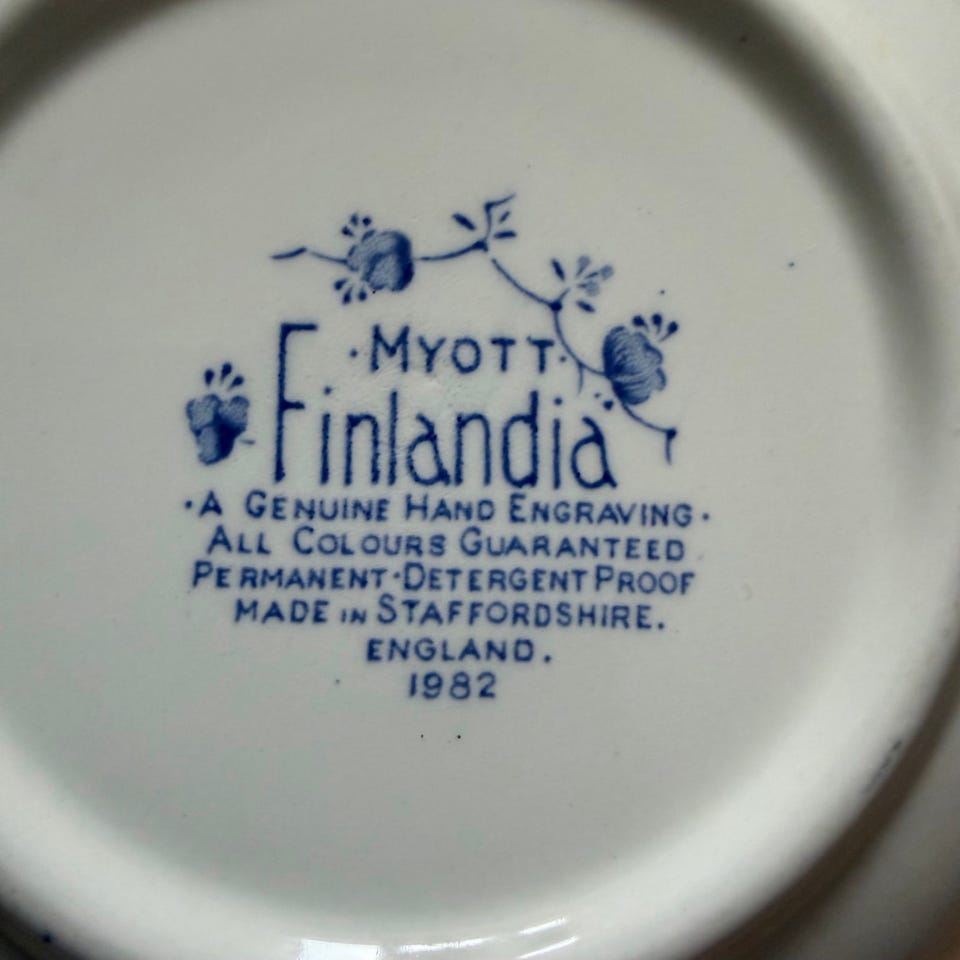 ·MYOTT·
Finlandia
·A GENUINE HAND ENGRAVING·
ALL COLOURS GUARANTEED
PERMANENT·DETERGENT PROOF
MADE IN STAFFORDSHIRE.
ENGLAND.
1982